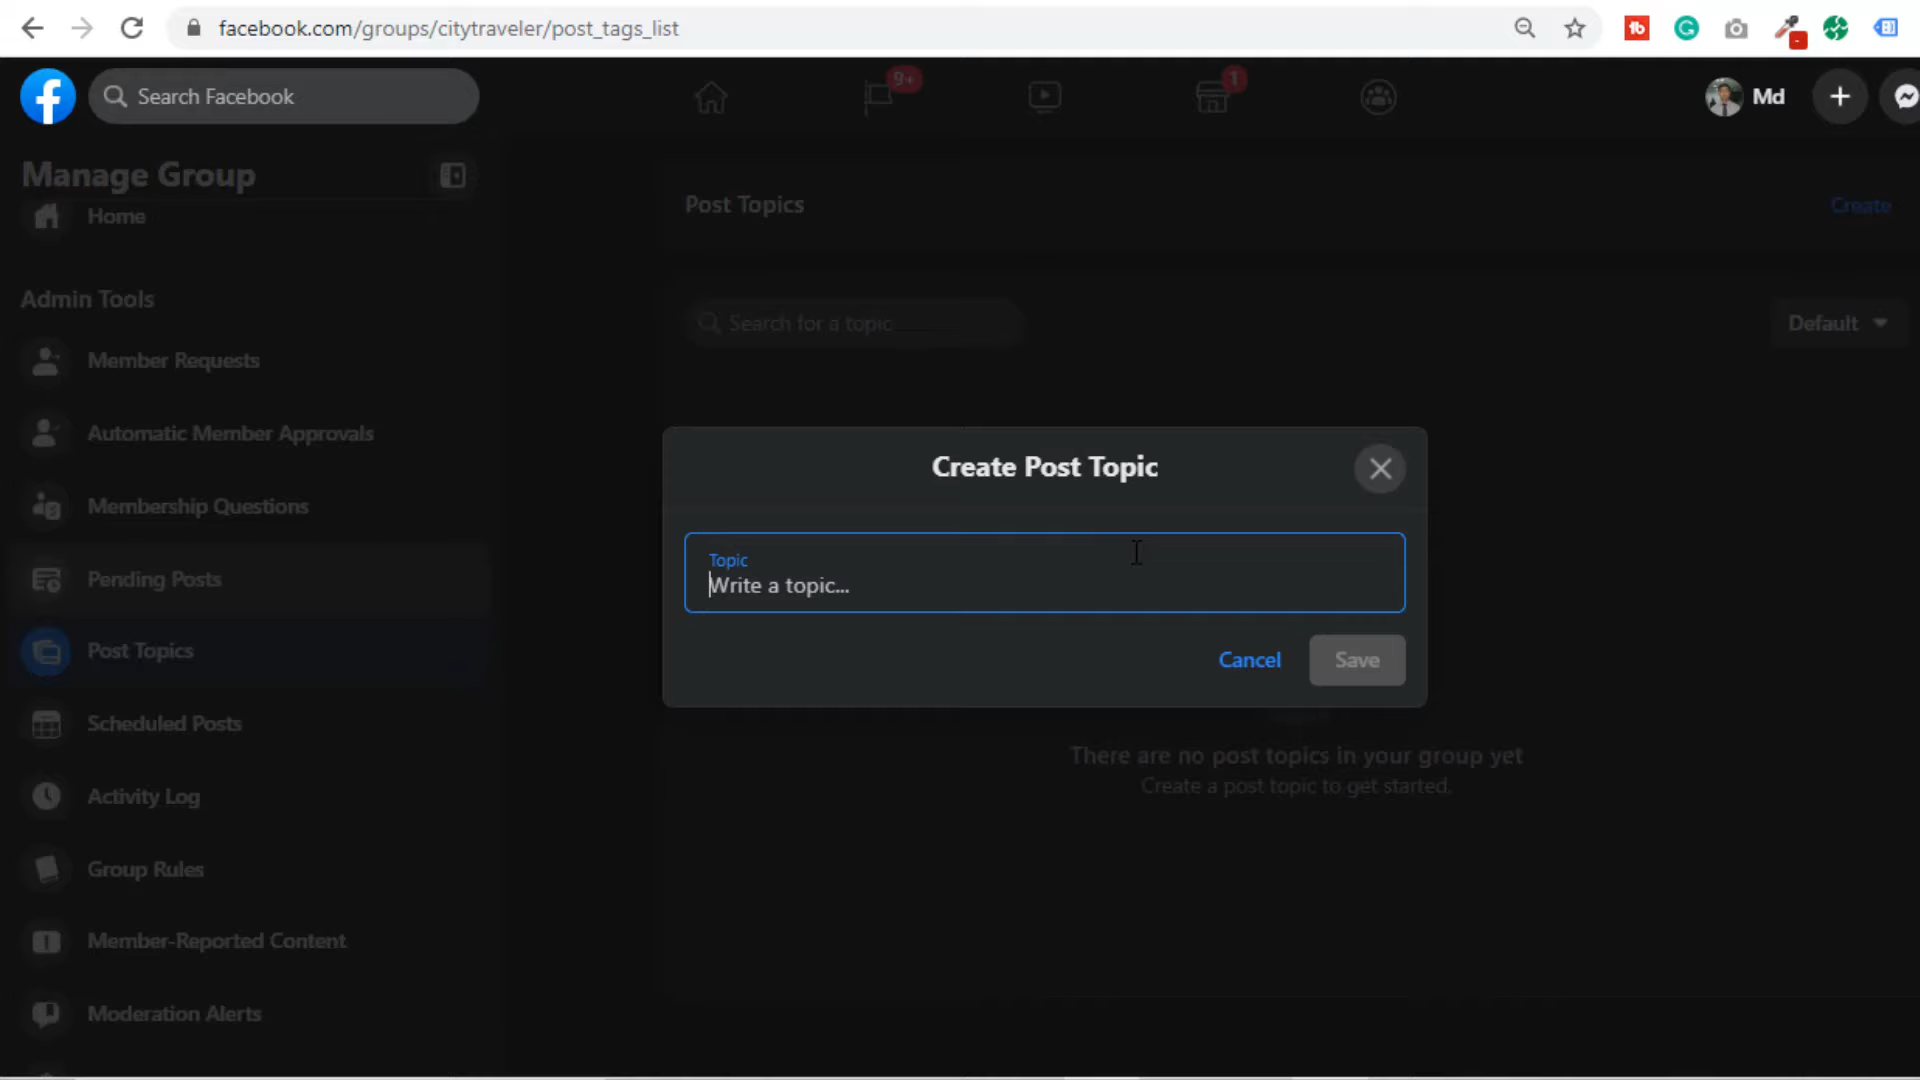 facebook.com/groups/citytraveler/post_tags_list
Search Facebook
9+
1
Md
Manage Group
Home
Admin Tools
Member Requests
Automatic Member Approvals
Membership Questions
Pending Posts
Post Topics
Scheduled Posts
Activity Log
Group Rules
Member-Reported Content
Moderation Alerts
Post Topics
Create
Search for a topic
Default
Create Post Topic
Topic
Write a topic...
Cancel
Save
There are no post topics in your group yet
Create a post topic to get started.